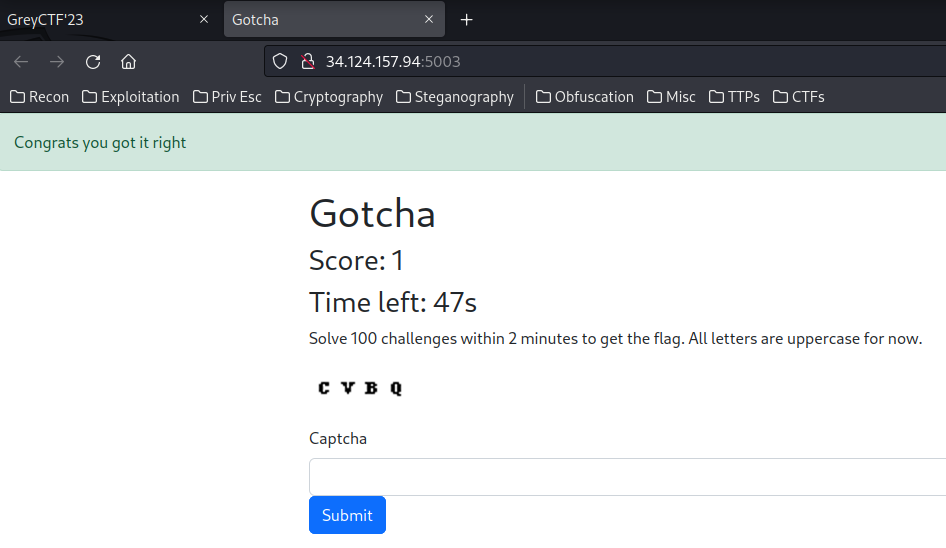 GreyCTF'23 × Gotcha × +
34.124.157.94:5003
Recon Exploitation Priv Esc Cryptography Steganography Obfuscation Misc TTPs CTFs
Congrats you got it right
Gotcha
Score: 1
Time left: 47s
Solve 100 challenges within 2 minutes to get the flag. All letters are uppercase for now.
C V B Q
Captcha
Submit